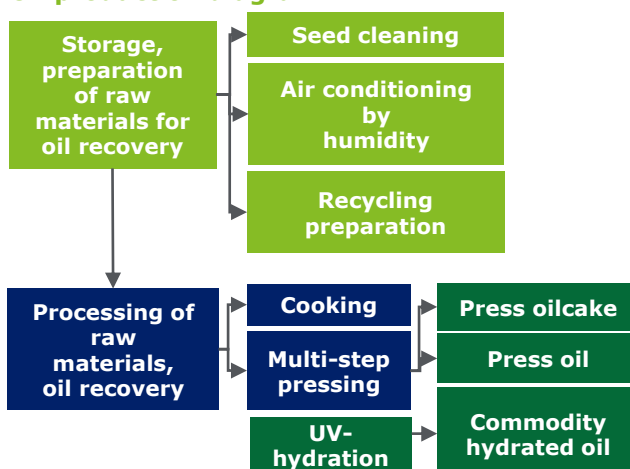 Storage,
preparation
of raw
materials for
oil recovery
Seed cleaning
Air conditioning
by
humidity
Recycling
preparation
Processing of
raw
materials,
oil recovery
Cooking
Multi-step
pressing
Press oilcake
Press oil
UV-
hydration
Commodity
hydrated oil